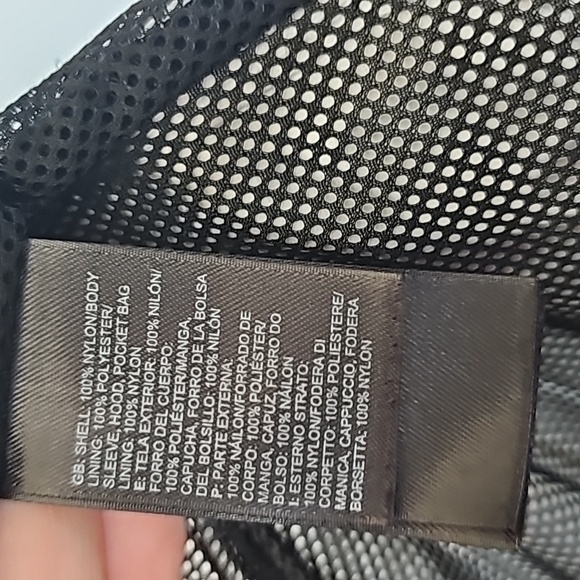 GB: SHELL: 100% NYLON/BODY
LINING: 100% POLYESTER/
SLEEVE, HOOD, POCKET BAG
LINING: 100% NYLON
E: TELA EXTERIOR: 100% NILÓN/
FORRO DEL CUERPO:
100% POLIÉSTER/MANGA,
CAPUCHA, FORRO DE LA BOLSA
DEL BOLSILLO: 100% NILÓN
P: PARTE EXTERNA:
100% NÁILON/FORRADO DE
CORPO: 100% POLIÉSTER/
MANGA, CAPUZ, FORRO DO
BOLSO: 100% NÁILON
I: ESTERNO STRATO:
100% NYLON/FODERA DI
CORPETTO: 100% POLIESTERE/
MANICA, CAPPUCCIO, FODERA
BORSETTA: 100% NYLON